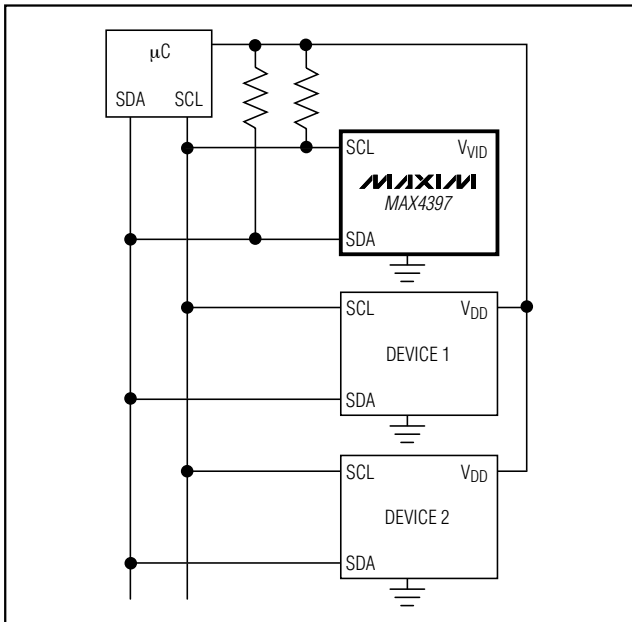 μC
SDA SCL
SCL VVID
MAXIM
MAX4397
SDA
SCL VDD
DEVICE 1
SDA
SCL VDD
DEVICE 2
SDA